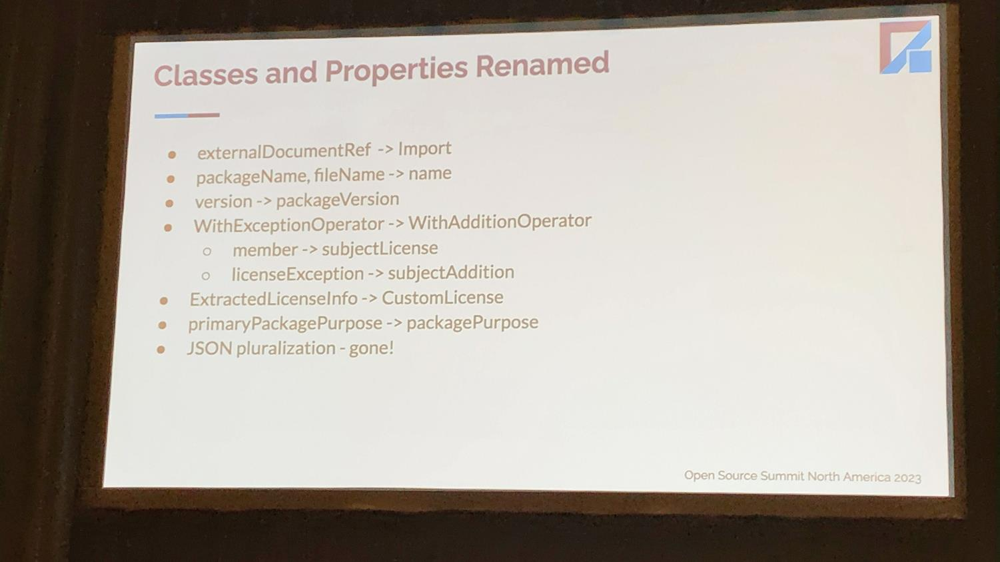 Classes and Properties Renamed
externalDocumentRef -> Import
packageName, fileName -> name
version -> packageVersion
WithExceptionOperator -> WithAdditionOperator
member -> subjectLicense
licenseException -> subjectAddition
ExtractedLicenseInfo -> CustomLicense
primaryPackagePurpose -> packagePurpose
JSON pluralization - gone!
Open Source Summit North America 2023